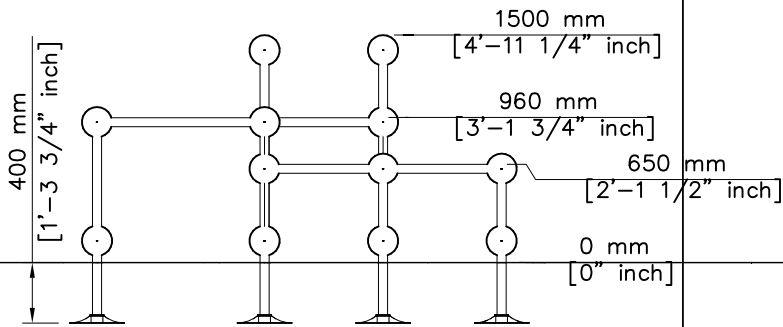 1500 mm
[4'-11 1/4" inch]
960 mm
[3'-1 3/4" inch]
650 mm
[2'-1 1/2" inch]
0 mm
[0" inch]
400 mm
[1'-3 3/4" inch]